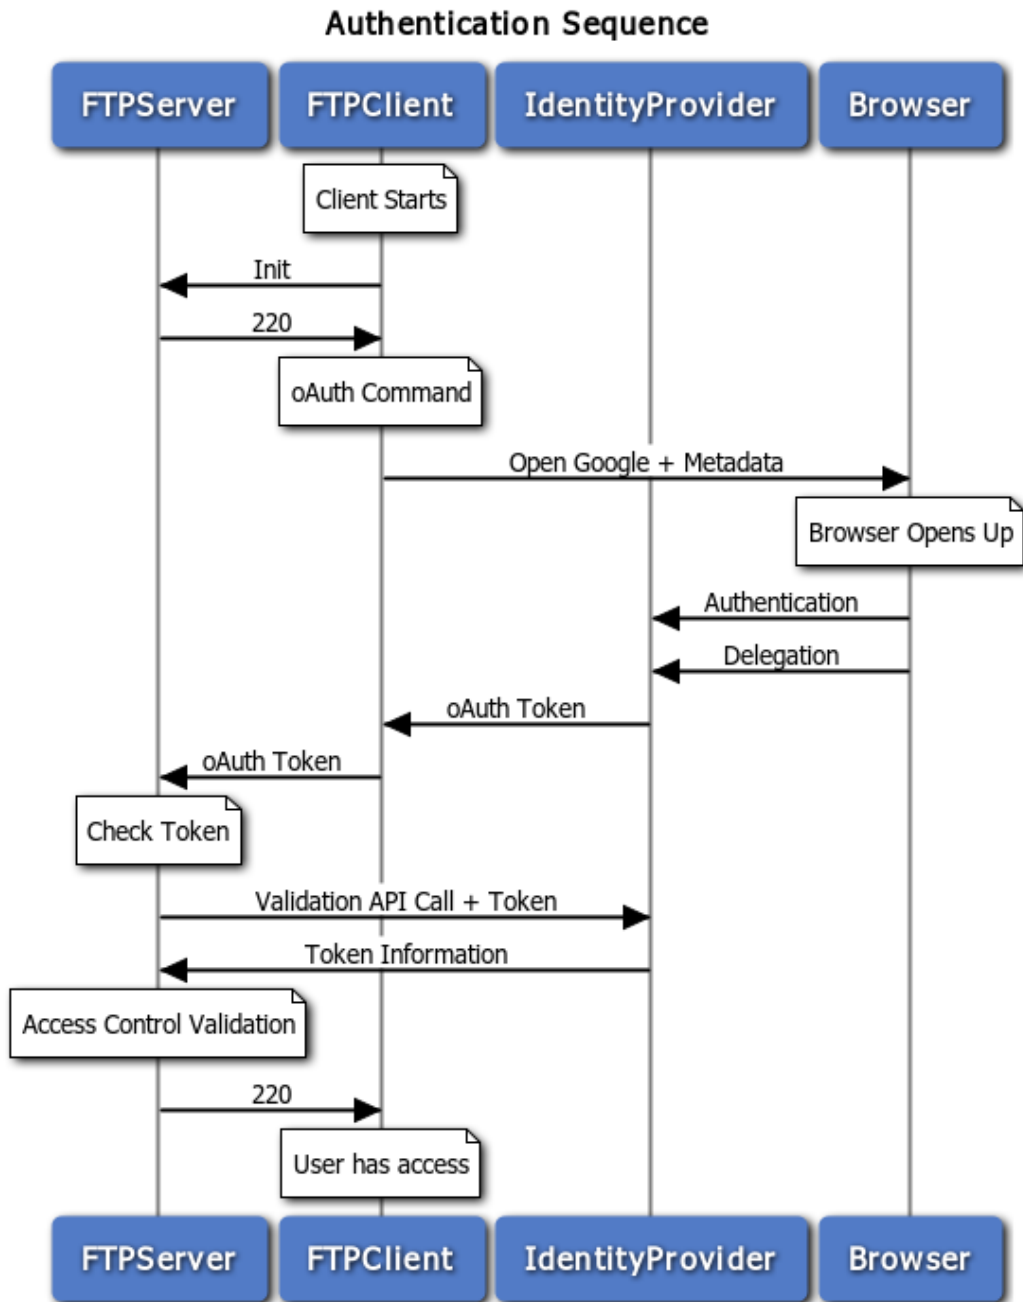 Authentication Sequence
FTPServer
FTPClient
IdentityProvider
Browser
Client Starts
Init
220
oAuth Command
Open Google + Metadata
Browser Opens Up
Authentication
Delegation
oAuth Token
oAuth Token
Check Token
Validation API Call + Token
Token Information
Access Control Validation
220
User has access
FTPServer
FTPClient
IdentityProvider
Browser